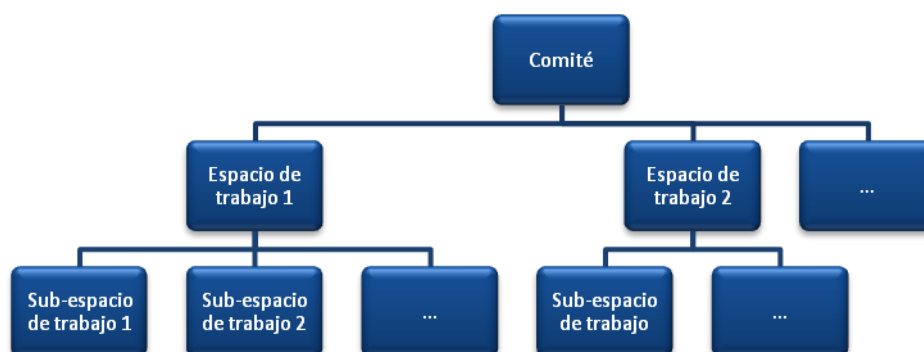 Comité
Espacio de
trabajo 1
Espacio de
trabajo 2
...
Sub-espacio
de trabajo 1
Sub-espacio
de trabajo 2
...
Sub-espacio
de trabajo
...